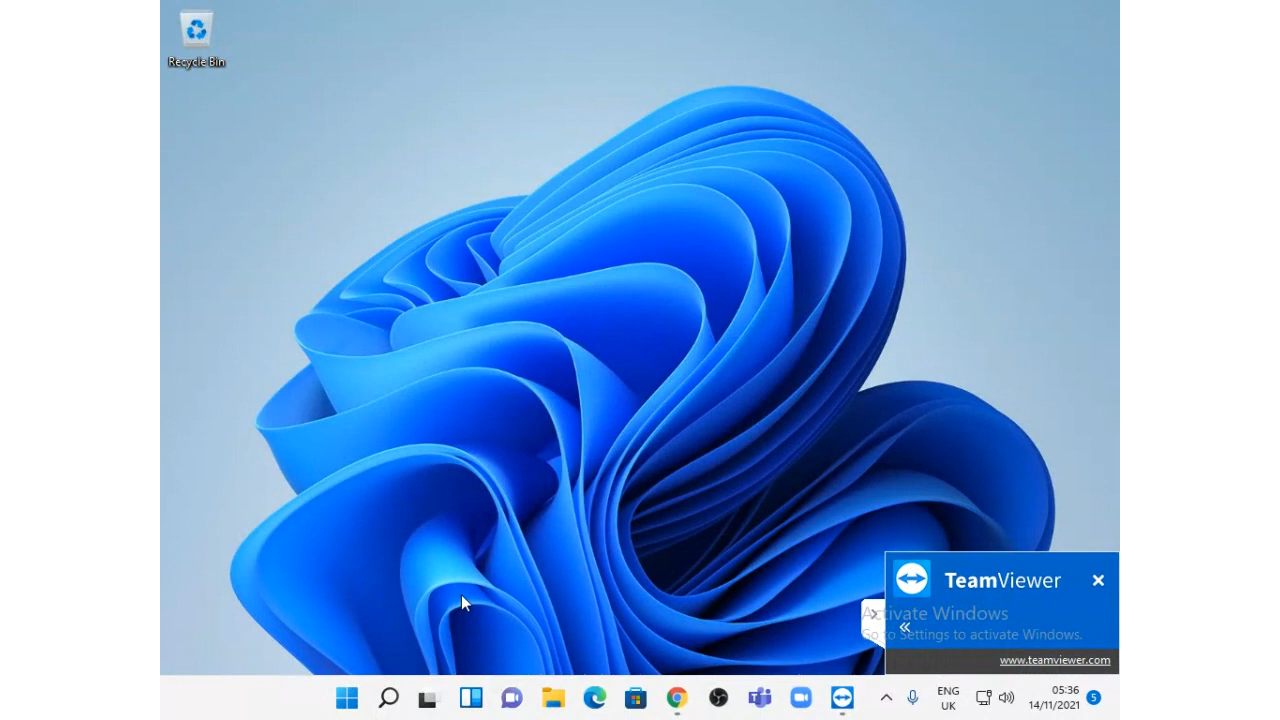 Recycle Bin
TeamViewer
Activate Windows
Go to Settings to activate Windows.
www.teamviewer.com
ENG
UK
05:36
14/11/2021
5